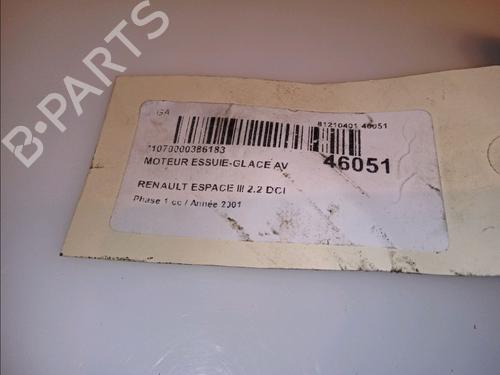 B-PARTS
GA
81210401 46051
*1070000386183
MOTEUR ESSUIE-GLACE AV
46051
RENAULT ESPACE III 2.2 DCI
Phase 1 cc / Année 2001